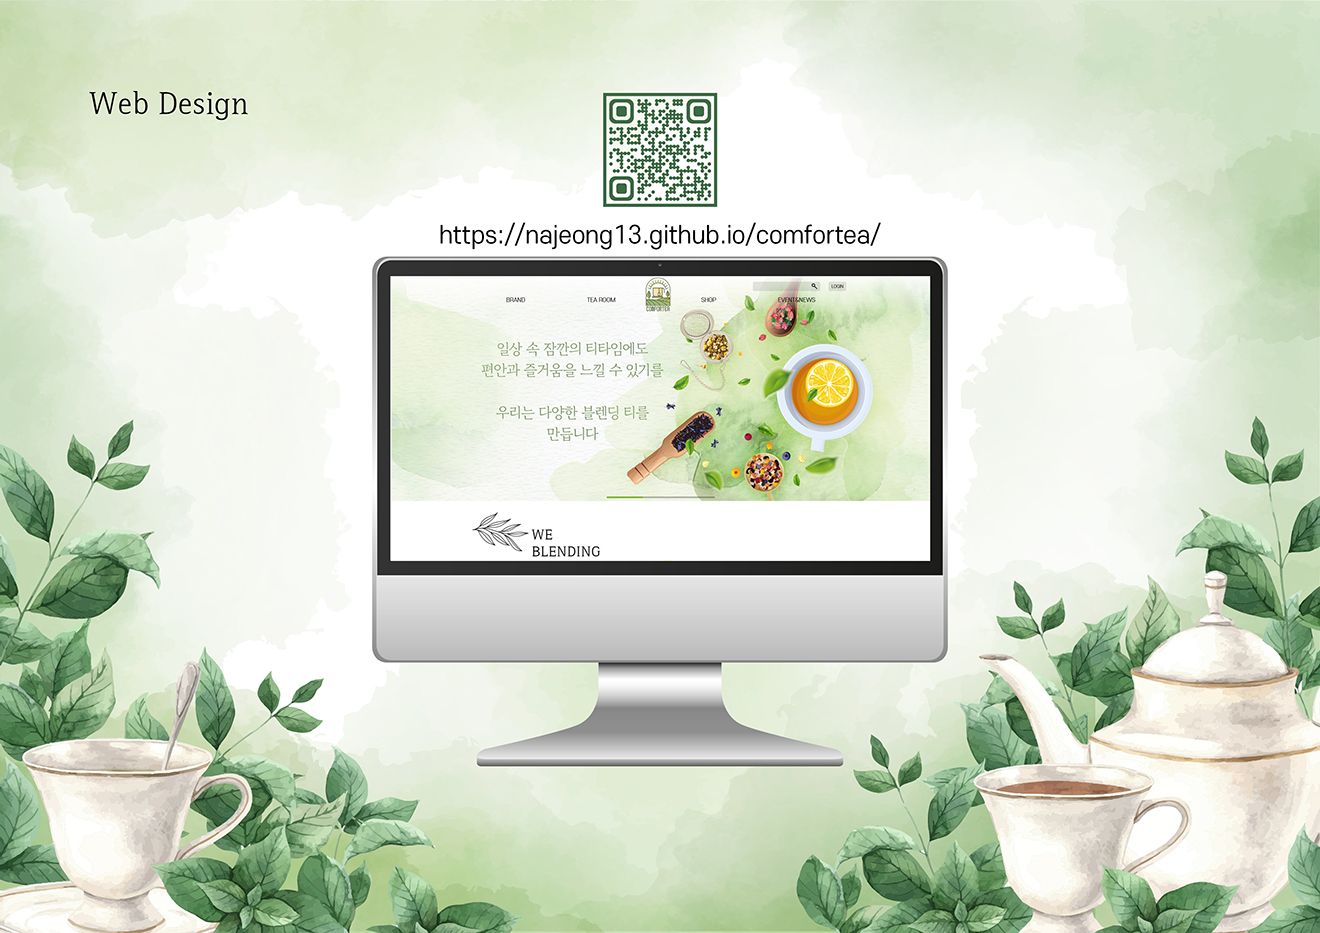 Web Design
https://najeong13.github.io/comfortea/
LOGIN
BRAND
TEA ROOM
COMFORTEA
SHOP
EVENT&NEWS
일상 속 잠깐의 티타임에도
편안과 즐거움을 느낄 수 있기를
우리는 다양한 블렌딩 티를
만듭니다
WE
BLENDING